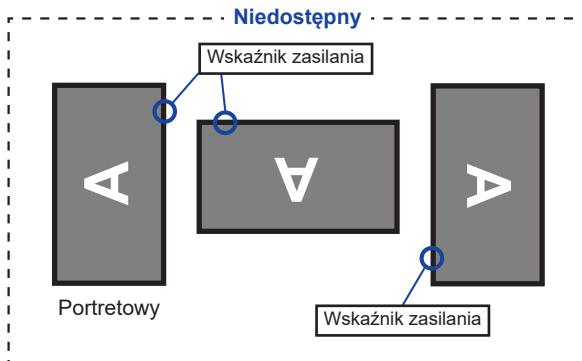 Niedostępny
Wskaźnik zasilania
A
A
A
Portretowy
Wskaźnik zasilania